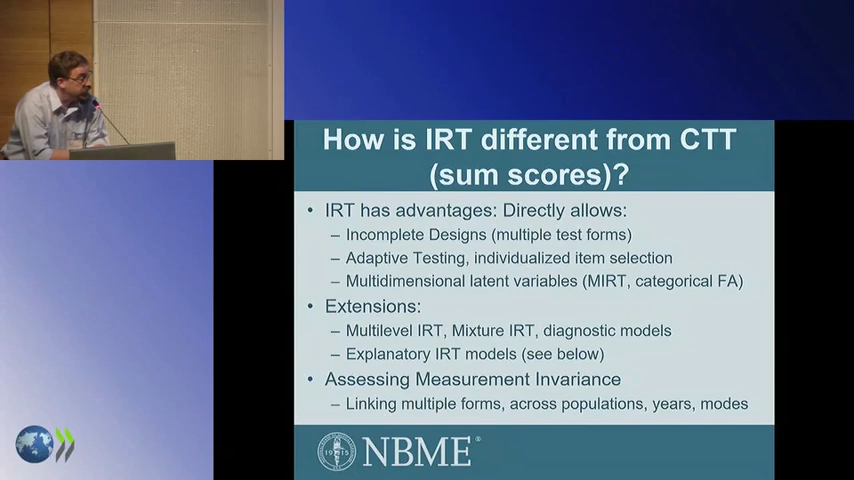 How is IRT different from CTT
(sum scores)?
• IRT has advantages: Directly allows:
– Incomplete Designs (multiple test forms)
– Adaptive Testing, individualized item selection
– Multidimensional latent variables (MIRT, categorical FA)
• Extensions:
– Multilevel IRT, Mixture IRT, diagnostic models
– Explanatory IRT models (see below)
• Assessing Measurement Invariance
– Linking multiple forms, across populations, years, modes
NBME®